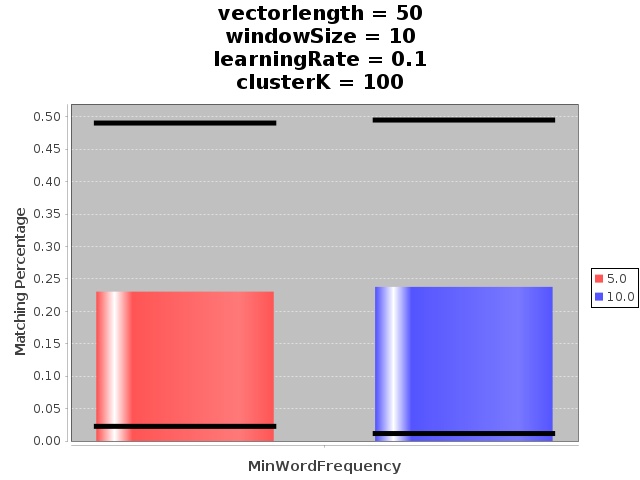 vectorlength = 50
windowSize = 10
learningRate = 0.1
clusterK = 100
Matching Percentage
0.50
0.45
0.40
0.35
0.30
0.25
0.20
0.15
0.10
0.05
0.00
MinWordFrequency
5.0
10.0